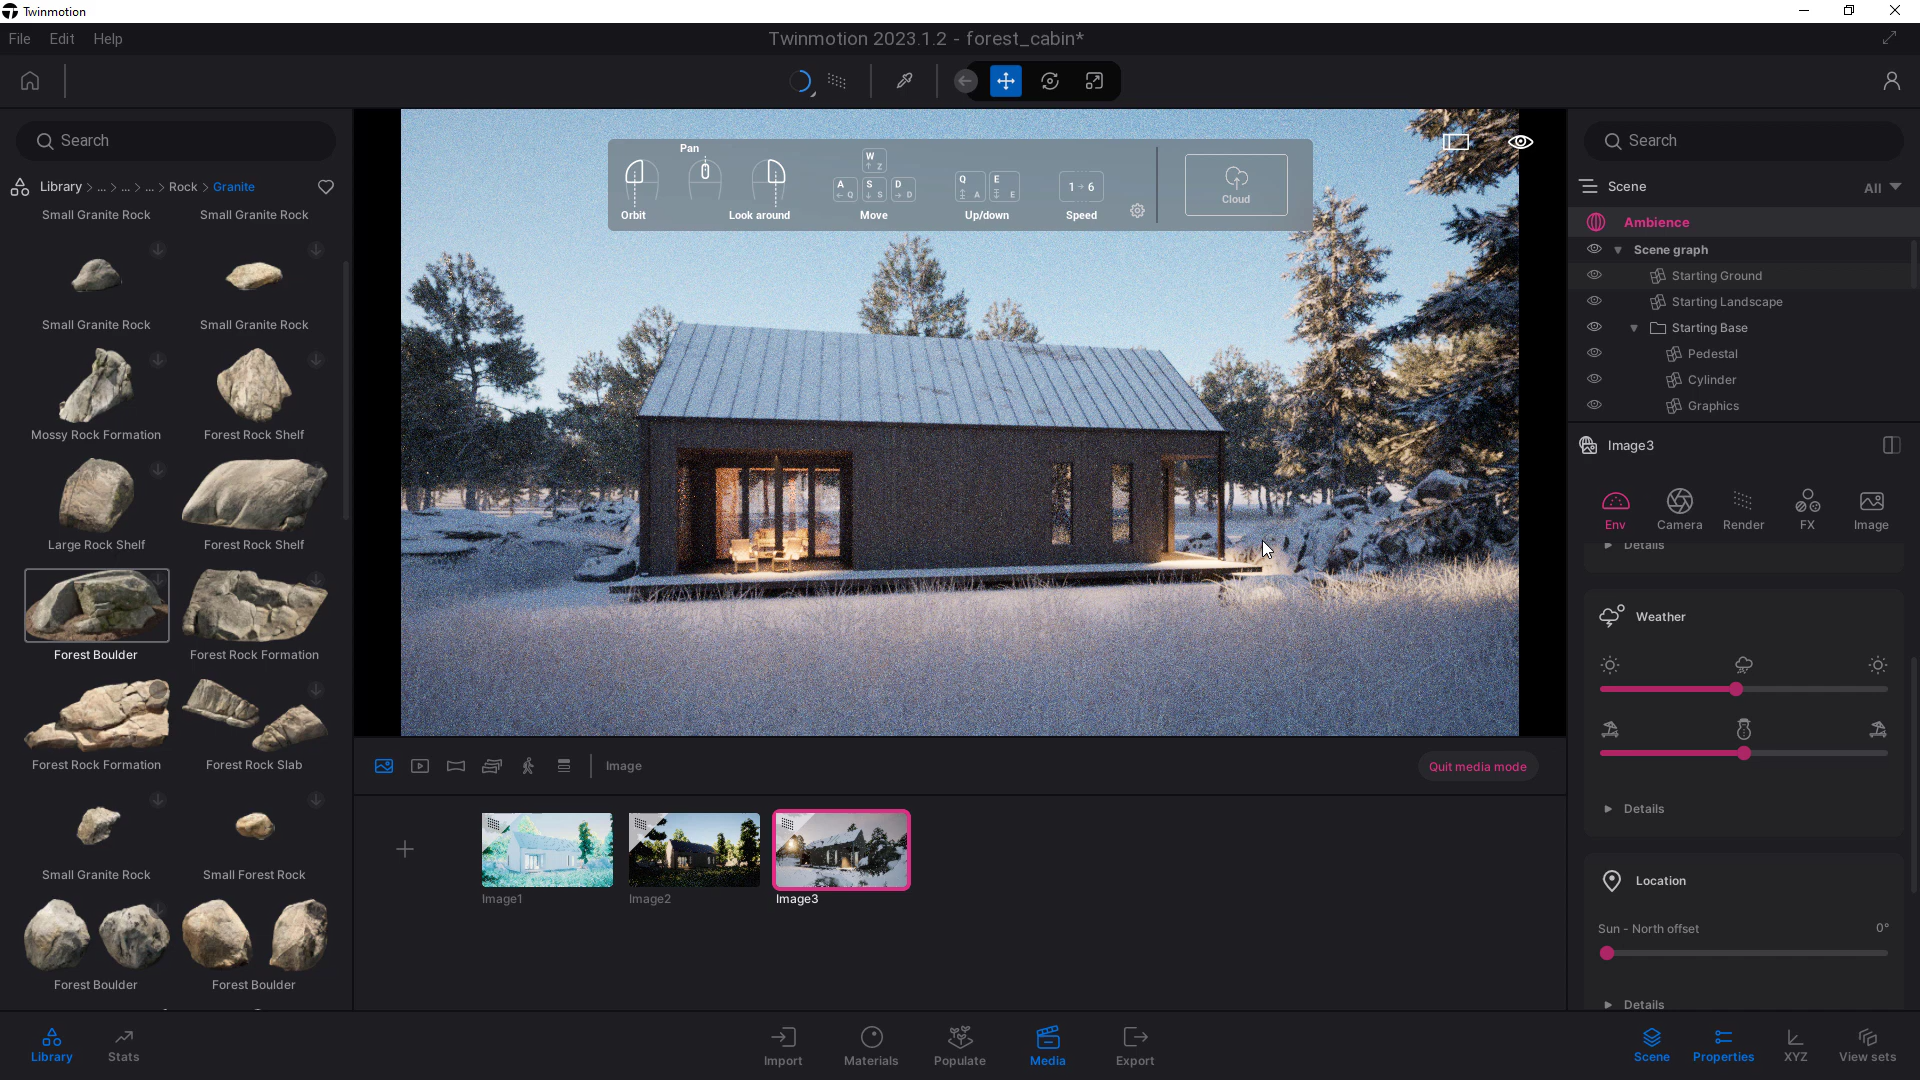 Twinmotion
File Edit Help
Twinmotion 2023.1.2 - forest_cabin*
Search
Library > ... > ... > ... > Rock > Granite
Small Granite Rock
Small Granite Rock
Small Granite Rock
Small Granite Rock
Mossy Rock Formation
Forest Rock Shelf
Large Rock Shelf
Forest Rock Shelf
Forest Boulder
Forest Rock Formation
Forest Rock Formation
Forest Rock Slab
Small Granite Rock
Small Forest Rock
Forest Boulder
Forest Boulder
Pan
Orbit
Look around
W
Z
A
Q
S
S
D
D
Move
Q
A
E
E
Up/down
1 - 6
Speed
Cloud
Image
Quit media mode
Image1
Image2
Image3
Search
Scene
All
Ambience
Scene graph
Starting Ground
Starting Landscape
Starting Base
Pedestal
Cylinder
Graphics
Image3
Env
Camera
Render
FX
Image
Details
Weather
Details
Location
Sun - North offset
0°
Details
Library
Stats
Import
Materials
Populate
Media
Export
Scene
Properties
XYZ
View sets